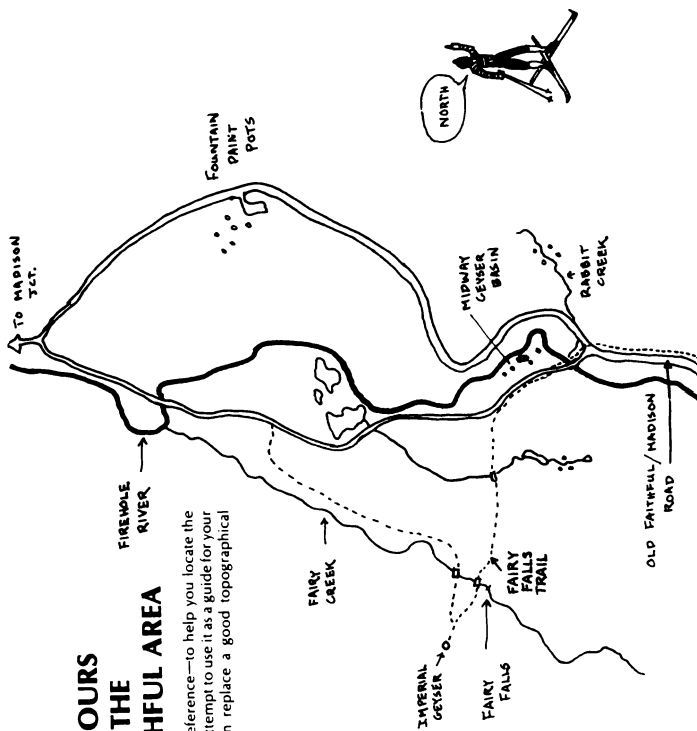 OURS
THE
HFUL AREA
eference—to help you locate the
ttempt to use it as a guide for your
n replace a good topographical
TO MADISON
JCT.
FOUNTAIN
PAINT
POTS
NORTH
FIREHOLE
RIVER
MIDWAY
GEYSER
BASIN
RABBIT
CREEK
FAIRY
CREEK
FAIRY
FALLS
TRAIL
OLD FAITHFUL/MADISON
ROAD
IMPERIAL
GEYSER
FAIRY
FALLS